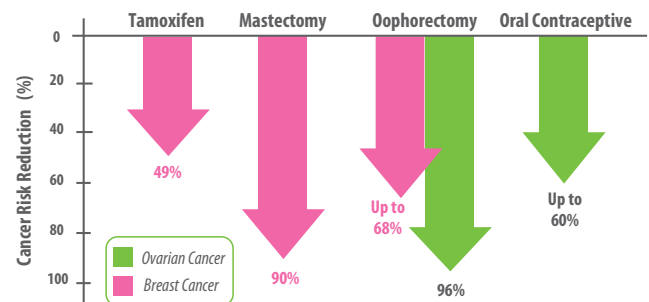 Tamoxifen Mastectomy Oophorectomy Oral Contraceptive
Cancer Risk Reduction (%)
0
20
40
60
80
100
49%
90%
Up to
68%
96%
Up to
60%
Ovarian Cancer
Breast Cancer